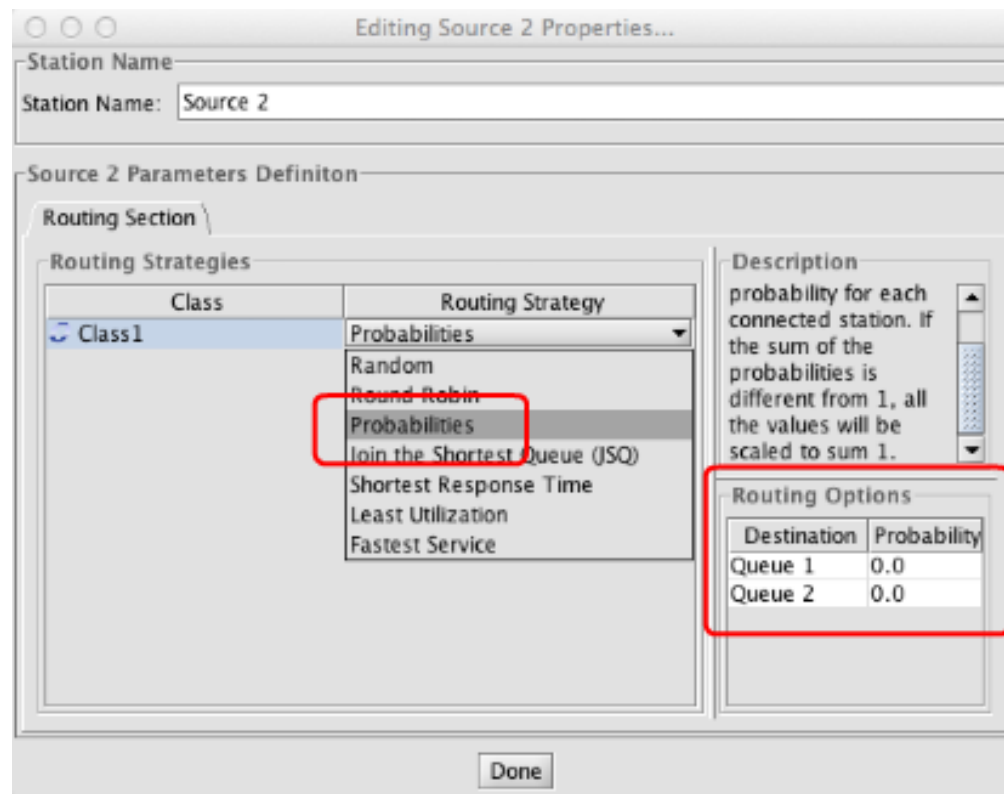 Editing Source 2 Properties...
Station Name
Station Name: Source 2
Source 2 Parameters Definiton
Routing Section
Routing Strategies
Class Routing Strategy
Class1 Probabilities
Random
Round Robin
Probabilities
Join the Shortest Queue (JSQ)
Shortest Response Time
Least Utilization
Fastest Service
Description
probability for each
connected station. If
the sum of the
probabilities is
different from 1, all
the values will be
scaled to sum 1.
Routing Options
Destination Probability
Queue 1 0.0
Queue 2 0.0
Done